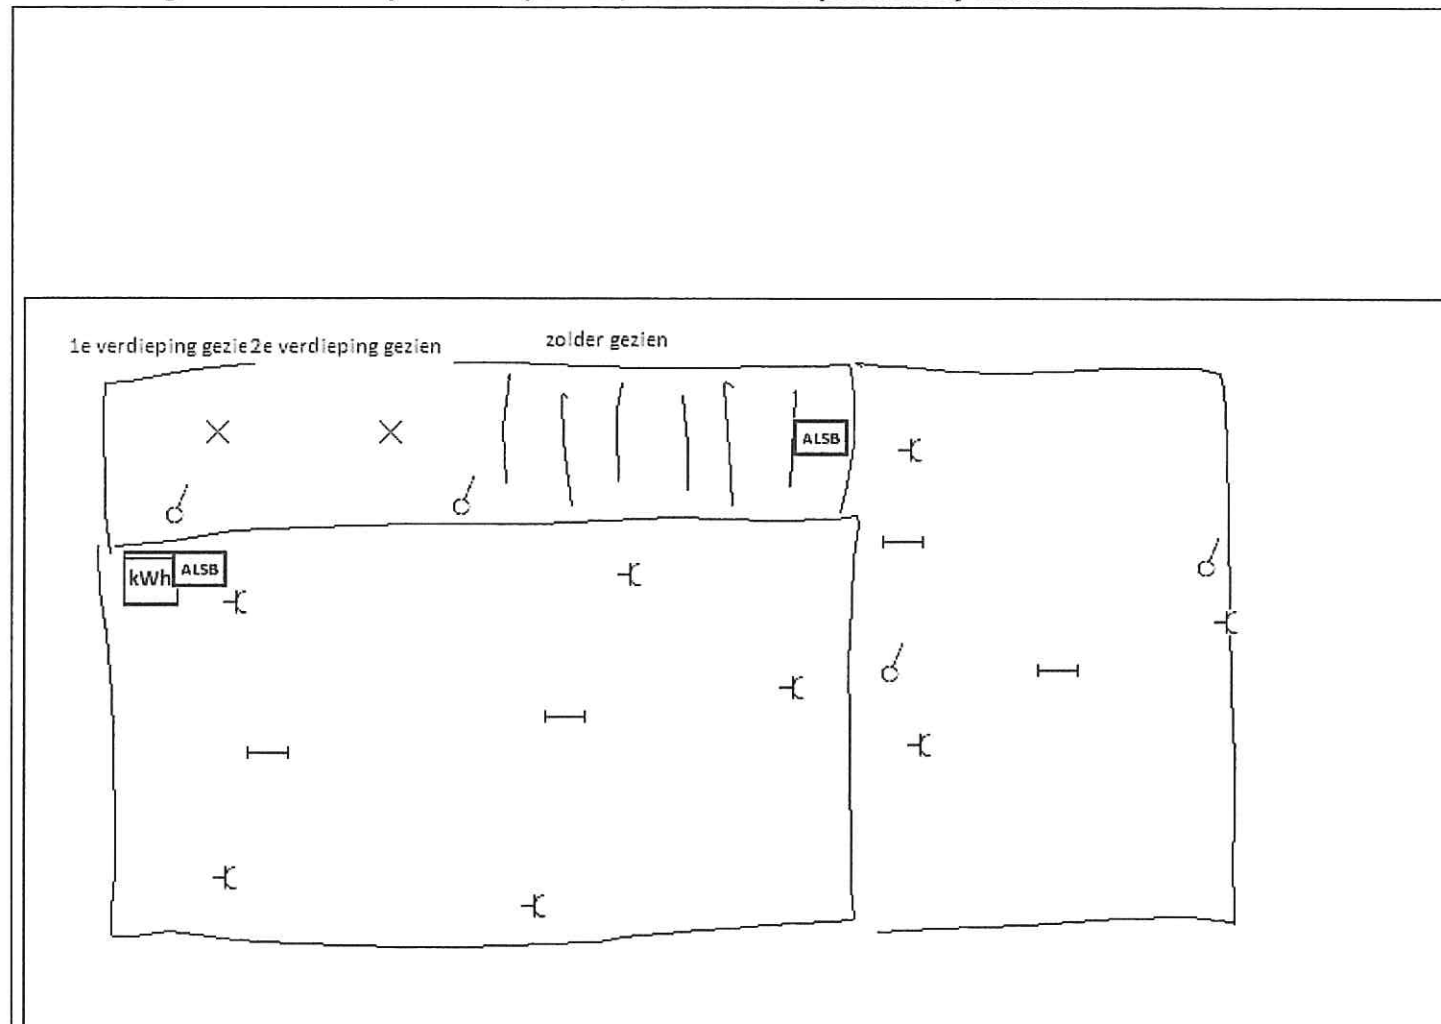 1e verdieping gezie2e verdieping gezien
zolder gezien
ALSB
kWh
ALSB